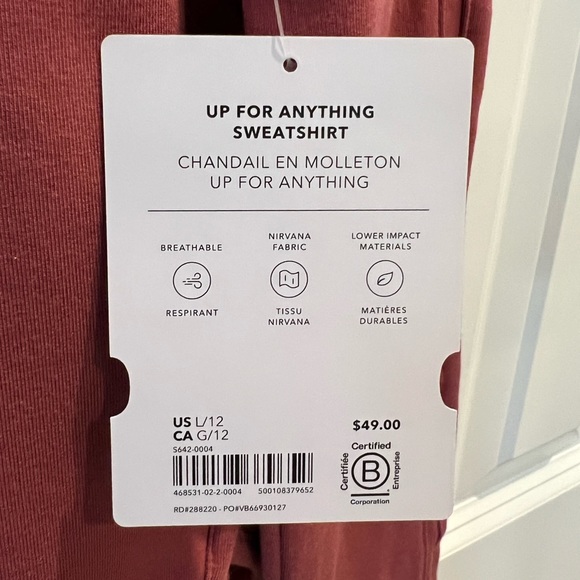 UP FOR ANYTHING
SWEATSHIRT
CHANDAIL EN MOLLETON
UP FOR ANYTHING
BREATHABLE
RESPIRANT
NIRVANA
FABRIC
TISSU
NIRVANA
LOWER IMPACT
MATERIALS
MATIÈRES
DURABLES
US L/12
CA G/12
S642-0004
468531-02-2-0004 500108379652
RD#288220 - PO#VB66930127
$49.00
Certified
Certifiée
B
Entreprise
Corporation